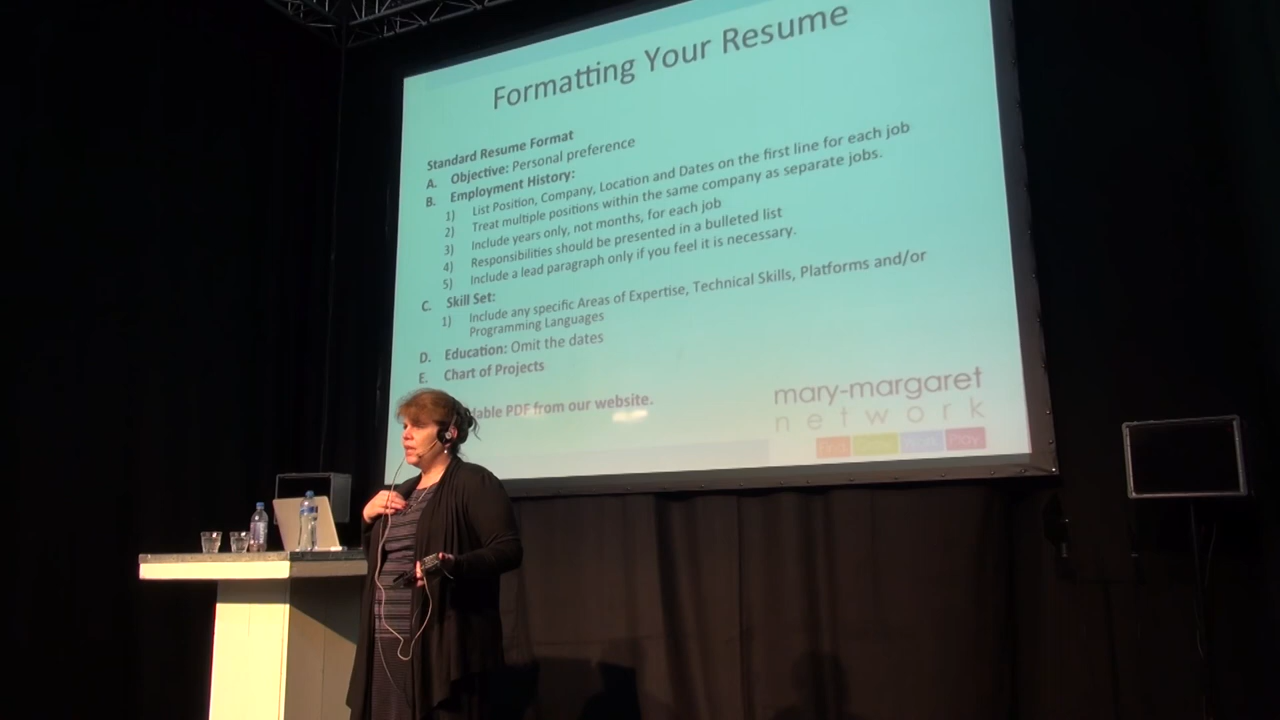 Formatting Your Resume
Standard Resume Format
A. Objective: Personal preference
B. Employment History:
1) List Position, Company, Location and Dates on the first line for each job
2) Treat multiple positions within the same company as separate jobs.
3) Include years only, not months, for each job
4) Responsibilities should be presented in a bulleted list
5) Include a lead paragraph only if you feel it is necessary.
C. Skill Set:
1) Include any specific Areas of Expertise, Technical Skills, Platforms and/or
Programming Languages
D. Education: Omit the dates
E. Chart of Projects
PDF from our website.
mary-margaret
network
Find Work Play